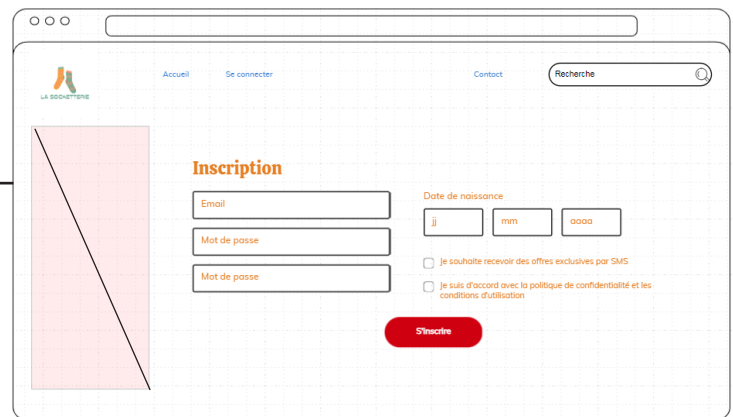 Accueil
Se connecter
Contact
Recherche
LA SOCKETTERIE
Inscription
Email
Mot de passe
Mot de passe
Date de naissance
jj
mm
aaaa
Je souhaite recevoir des offres exclusives par SMS
Je suis d'accord avec la politique de confidentialité et les
conditions d'utilisation
S'inscrire